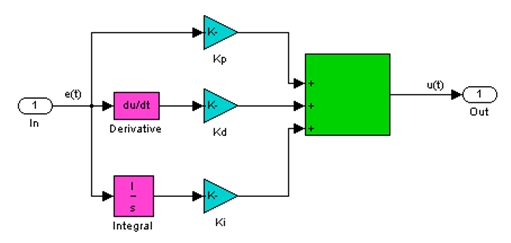 K-
Kp
+
e(t)
1
In
du/dt
Derivative
K-
Kd
+
u(t)
1
Out
+
1
s
Integral
K-
Ki